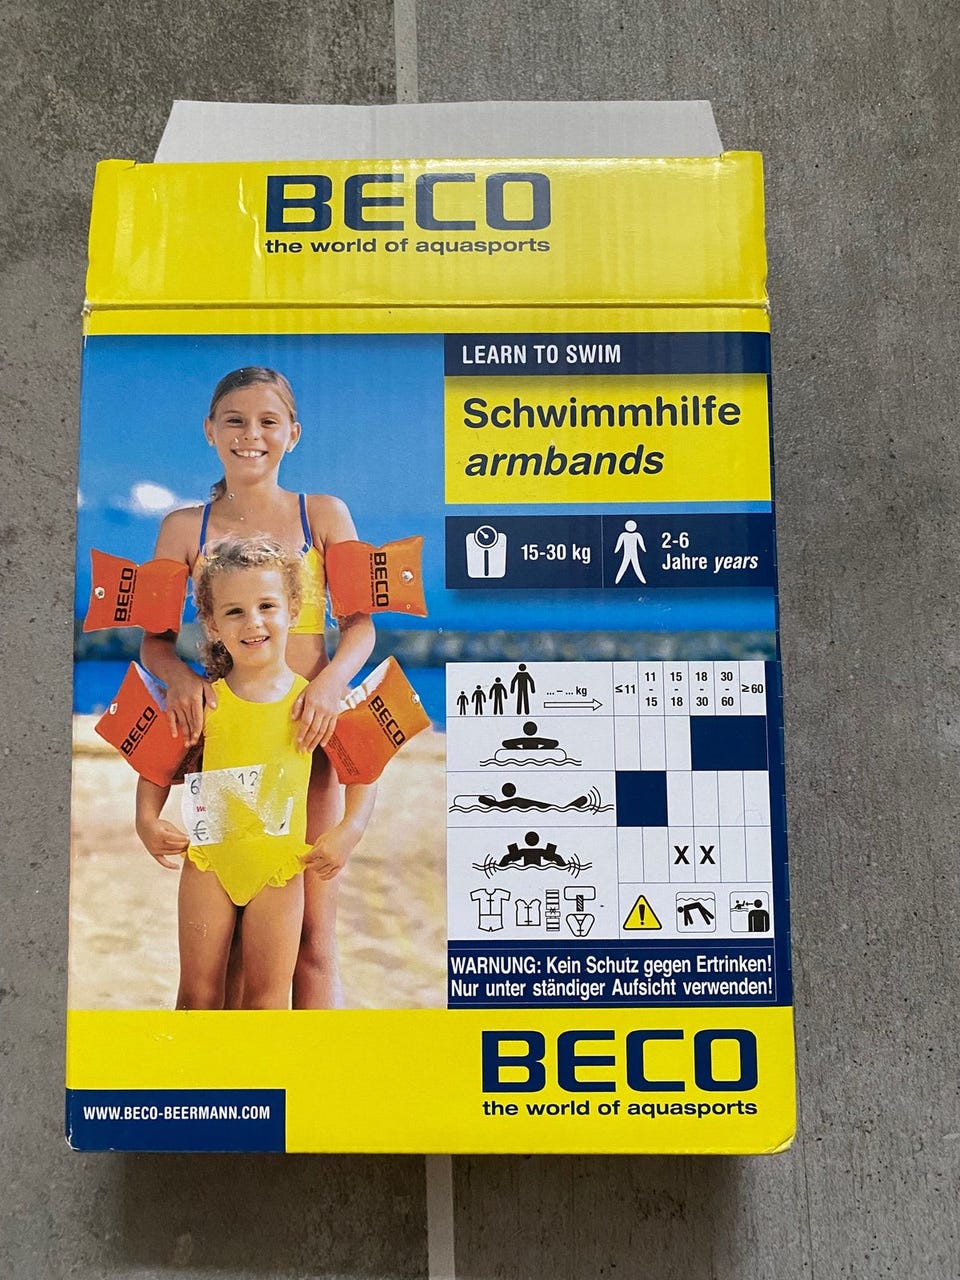 BECO
the world of aquasports
LEARN TO SWIM
Schwimmhilfe
armbands
15-30 kg
2-6
Jahre years
BECO
BECO
BECO
BECO
... – ... kg
≤11
11 - 15
15 - 18
18 - 30
30 - 60
≥60
X X
€
WARNUNG: Kein Schutz gegen Ertrinken!
Nur unter ständiger Aufsicht verwenden!
BECO
the world of aquasports
WWW.BECO-BEERMANN.COM